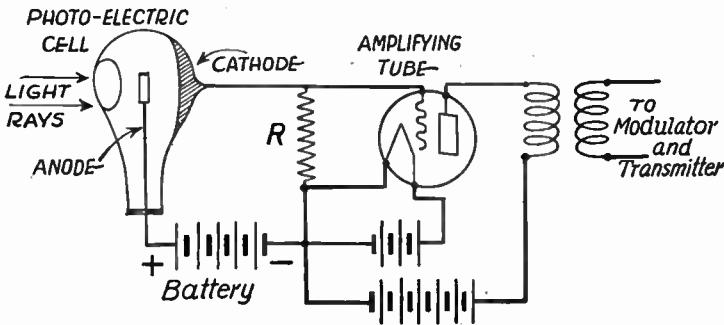 PHOTO-ELECTRIC
CELL
CATHODE
LIGHT
RAYS
ANODE
R
AMPLIFYING
TUBE
TO
Modulator
and
Transmitter
+
−
Battery